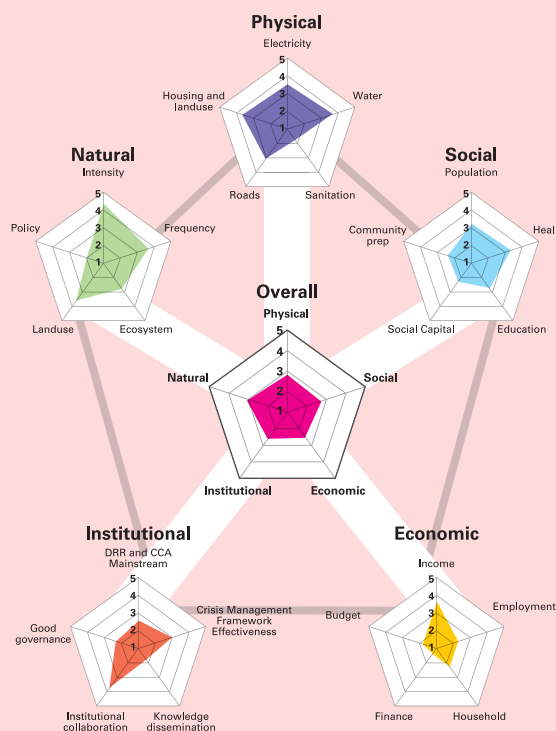 Physical
Electricity
5
4
3
2
1
Housing and
landuse
Water
Roads
Sanitation
Natural
Intensity
5
4
3
2
1
Policy
Frequency
Landuse
Ecosystem
Social
Population
5
4
3
2
1
Community
prep
Heal
Social Capital
Education
Overall
Physical
5
4
3
2
1
Natural
Social
Institutional
Economic
Institutional
DRR and CCA
Mainstream
5
4
3
2
1
Good
governance
Crisis Management
Framework
Effectiveness
Institutional
collaboration
Knowledge
dissemination
Economic
Income
5
4
3
2
1
Budget
Employment
Finance
Household